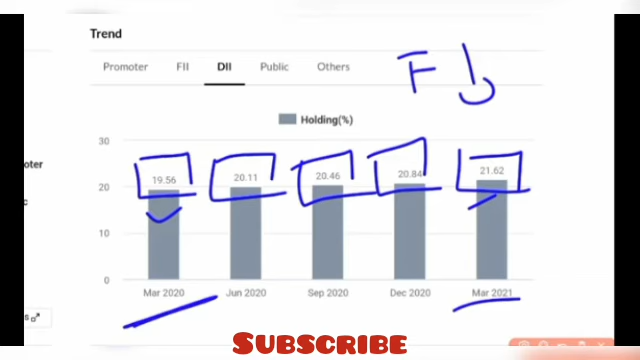 Trend
Promoter FII DII Public Others
F
Holding(%)
30
oter
19.56 20.11 20.46 20.84 21.62
20
10
0
Mar 2020 Jun 2020 Sep 2020 Dec 2020 Mar 2021
SUBSCRIBE